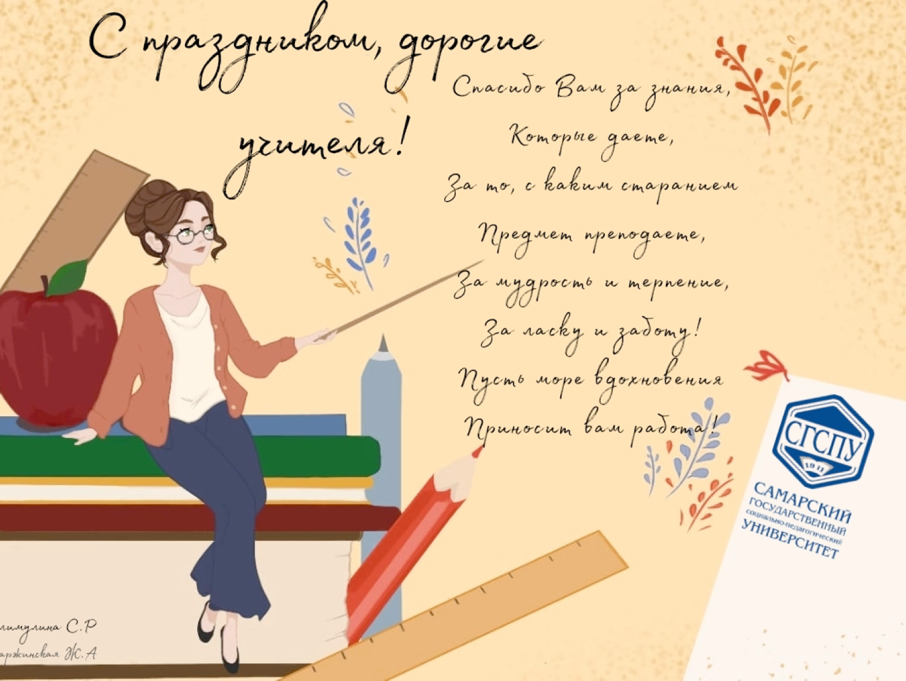 С праздником, дорогие
учителя!
Спасибо Вам за знания,
Которые даете,
За то, с каким старанием
Предмет преподаете,
За мудрость и терпение,
За ласку и заботу!
Пусть море вдохновения
Приносит вам работа!
СГСПУ
1911
САМАРСКИЙ
ГОСУДАРСТВЕННЫЙ
СОЦИАЛЬНО-ПЕДАГОГИЧЕСКИЙ
УНИВЕРСИТЕТ
С.Р
Ж.А